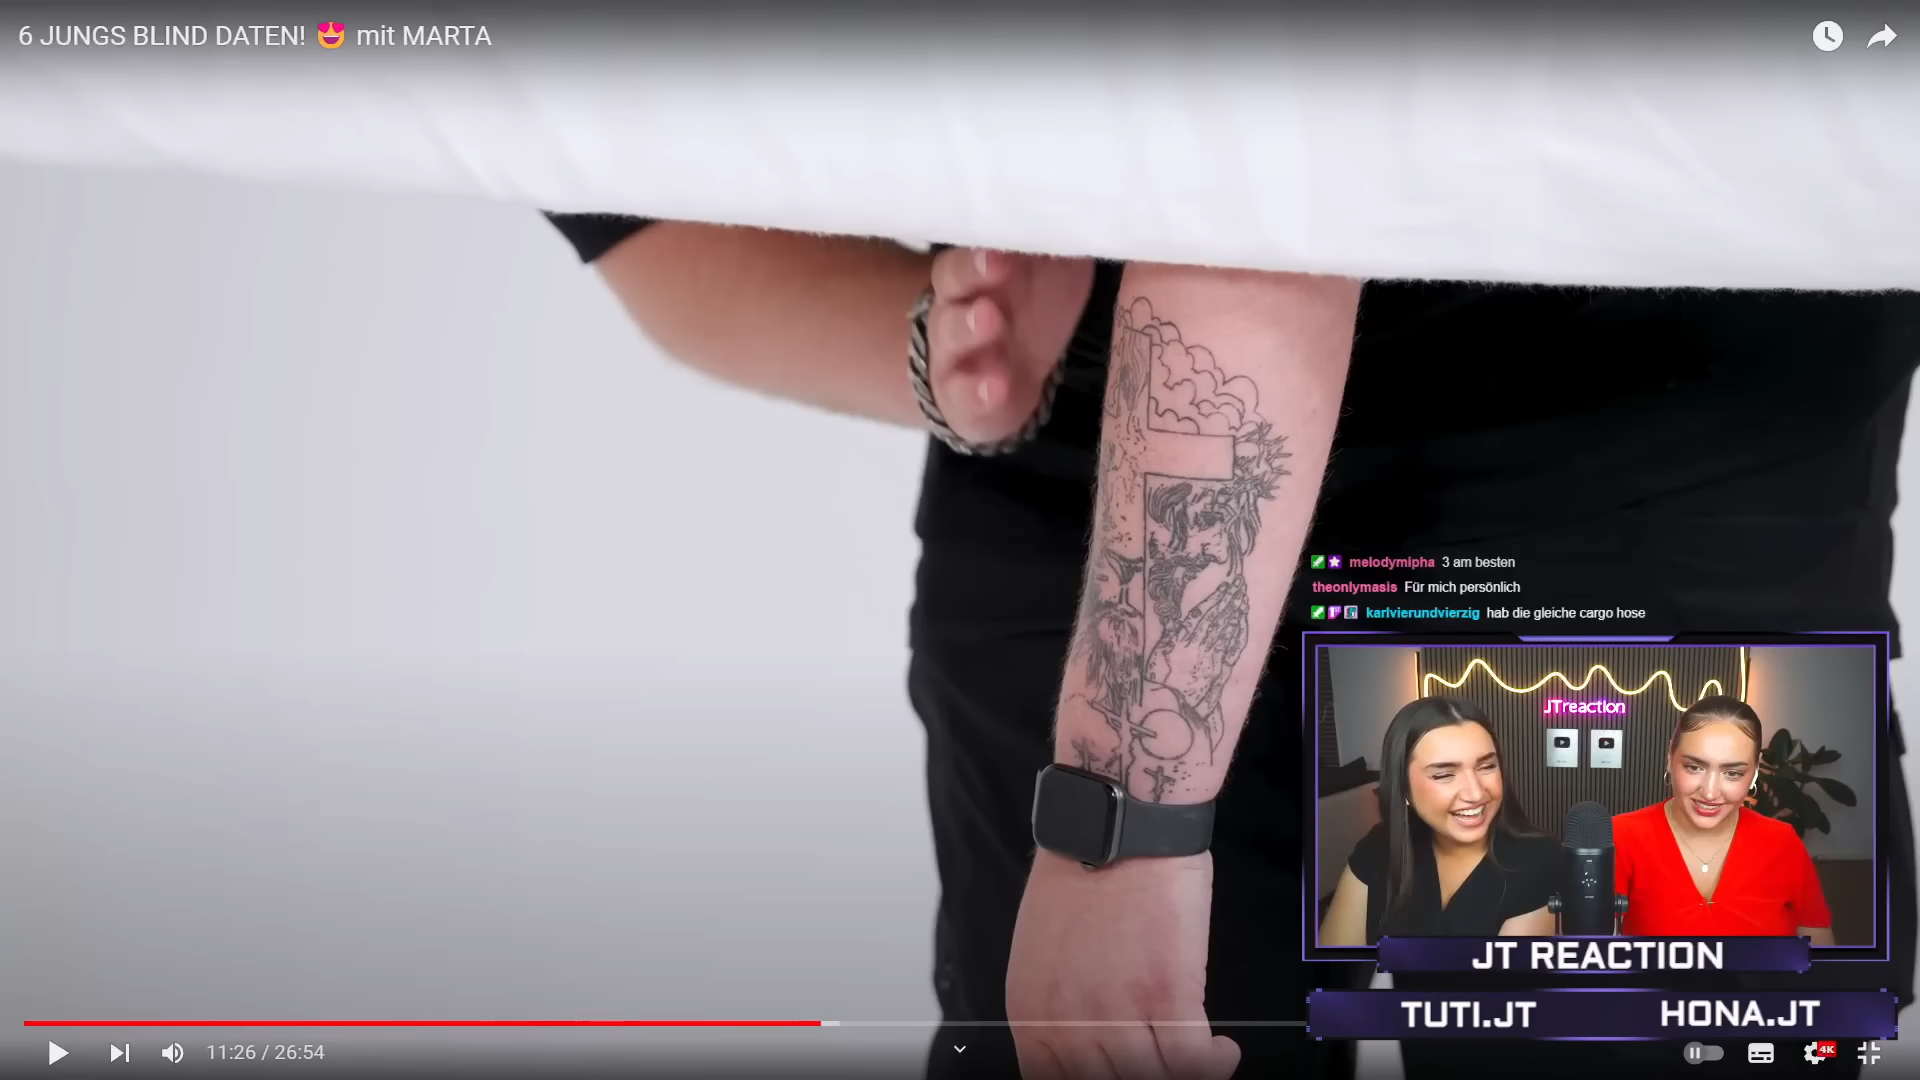 6 JUNGS BLIND DATEN! 😍 mit MARTA
melodymipha 3 am besten
theonlymasis Für mich persönlich
karlvierundvierzig hab die gleiche cargo hose
JTreaction
JT REACTION
TUTI.JT HONA.JT
11:26 / 26:54
4K